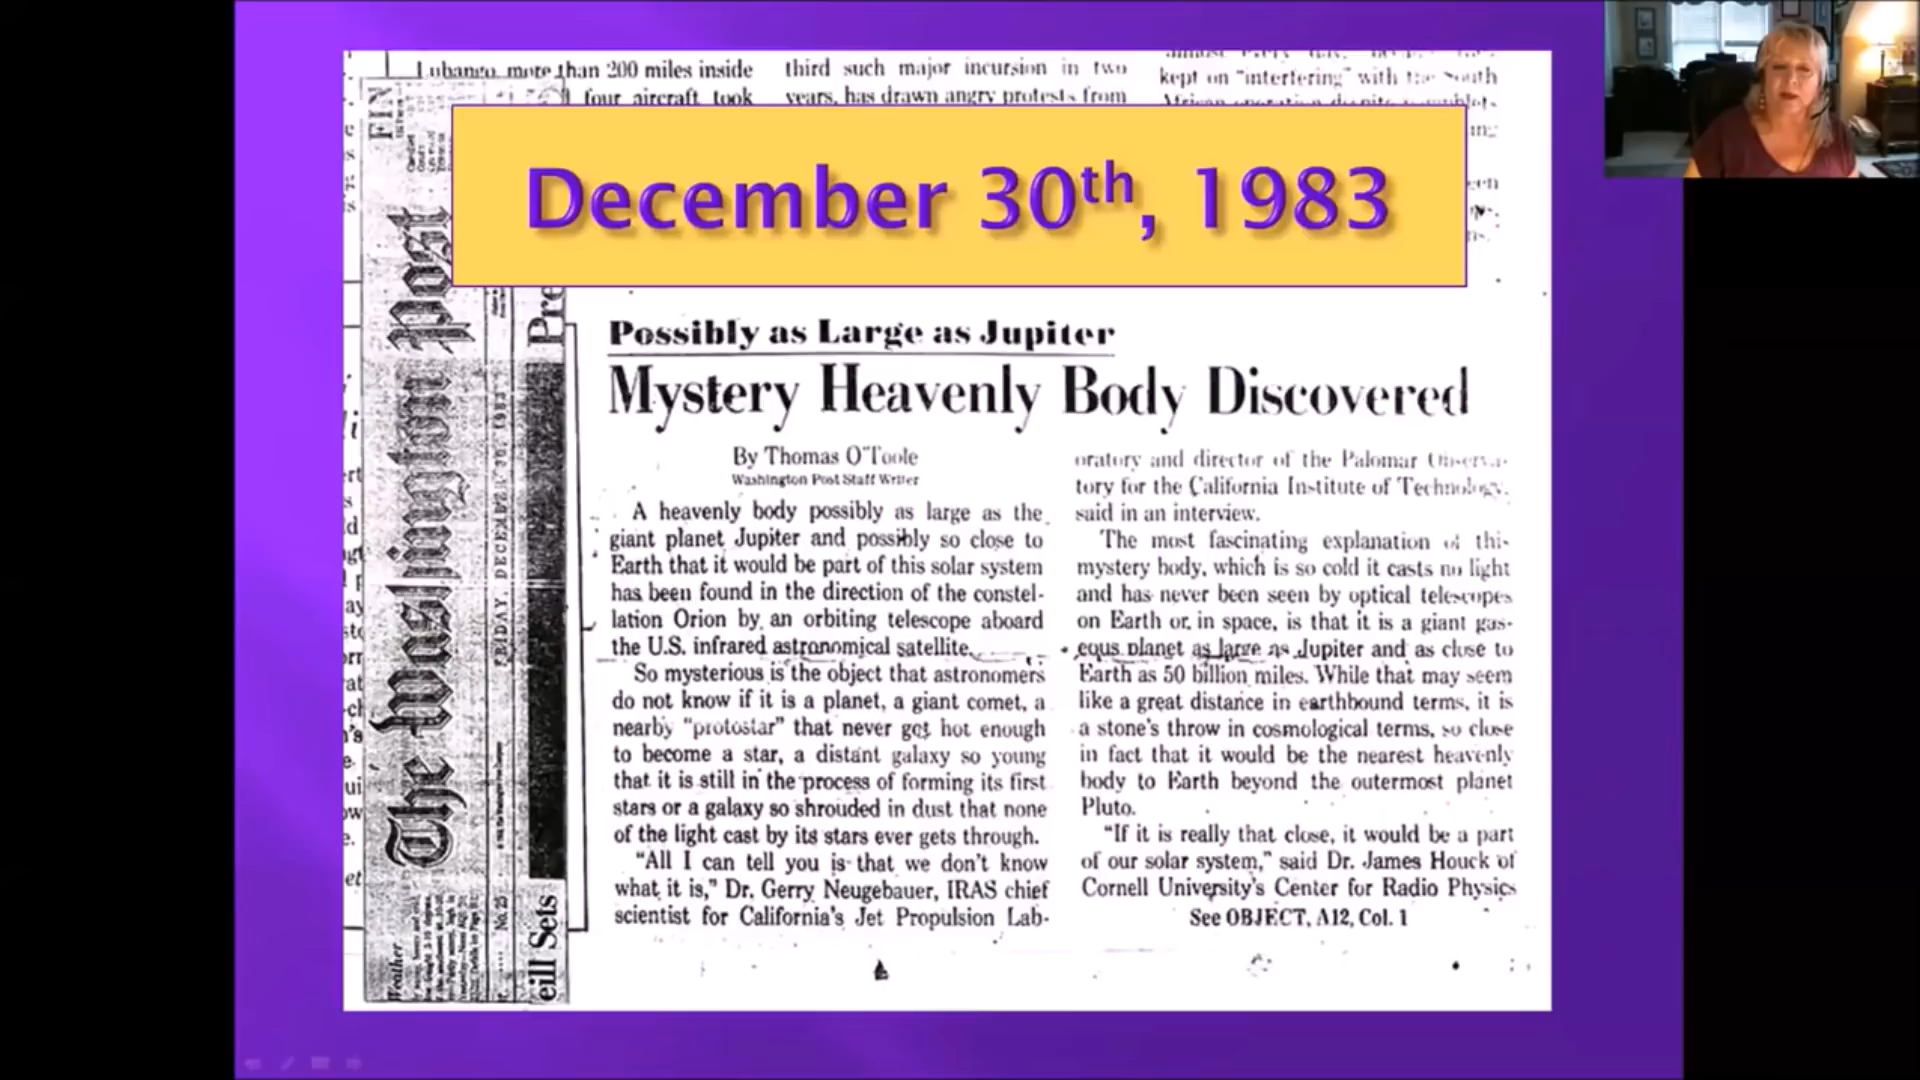 Lubango, more than 200 miles inside
four aircraft took
third such major incursion in two
years, has drawn angry protests from
kept on "interfering" with the South
December 30th, 1983
The Washington Post
FRIDAY, DECEMBER 30, 1983
Weather
No. 25
FIN
Pre
eill Sets
Possibly as Large as Jupiter
Mystery Heavenly Body Discovered
By Thomas O'Toole
Washington Post Staff Writer
A heavenly body possibly as large as the
giant planet Jupiter and possibly so close to
Earth that it would be part of this solar system
has been found in the direction of the constel-
lation Orion by an orbiting telescope aboard
the U.S. infrared astronomical satellite.
So mysterious is the object that astronomers
do not know if it is a planet, a giant comet, a
nearby "protostar" that never got hot enough
to become a star, a distant galaxy so young
that it is still in the process of forming its first
stars or a galaxy so shrouded in dust that none
of the light cast by its stars ever gets through.
"All I can tell you is that we don't know
what it is," Dr. Gerry Neugebauer, IRAS chief
scientist for California's Jet Propulsion Lab-
oratory and director of the Palomar Observa-
tory for the California Institute of Technology,
said in an interview.
The most fascinating explanation of this
mystery body, which is so cold it casts no light
and has never been seen by optical telescopes
on Earth or in space, is that it is a giant gas-
eous planet as large as Jupiter and as close to
Earth as 50 billion miles. While that may seem
like a great distance in earthbound terms, it is
a stone's throw in cosmological terms, so close
in fact that it would be the nearest heavenly
body to Earth beyond the outermost planet
Pluto.
"If it is really that close, it would be a part
of our solar system," said Dr. James Houck of
Cornell University's Center for Radio Physics
See OBJECT, A12, Col. 1